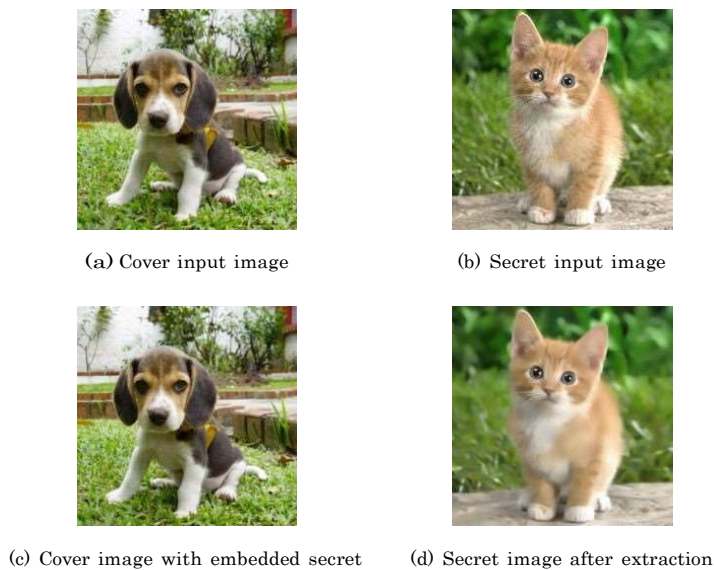 (a) Cover input image
(b) Secret input image
(c) Cover image with embedded secret
(d) Secret image after extraction